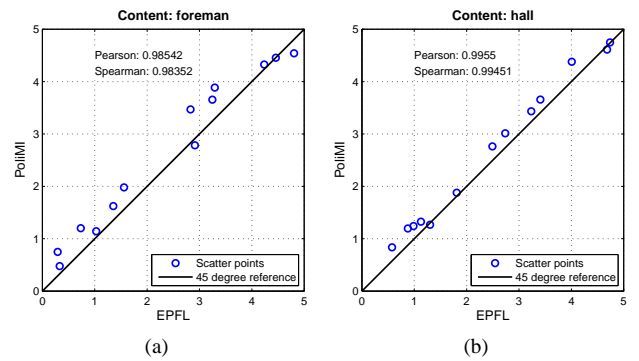 Content: foreman
Pearson: 0.98542
Spearman: 0.98352
5
4
3
2
1
0
PoliMI
Scatter points
45 degree reference
0 1 2 3 4 5
EPFL
(a)
Content: hall
Pearson: 0.9955
Spearman: 0.99451
5
4
3
2
1
0
PoliMI
Scatter points
45 degree reference
0 1 2 3 4 5
EPFL
(b)